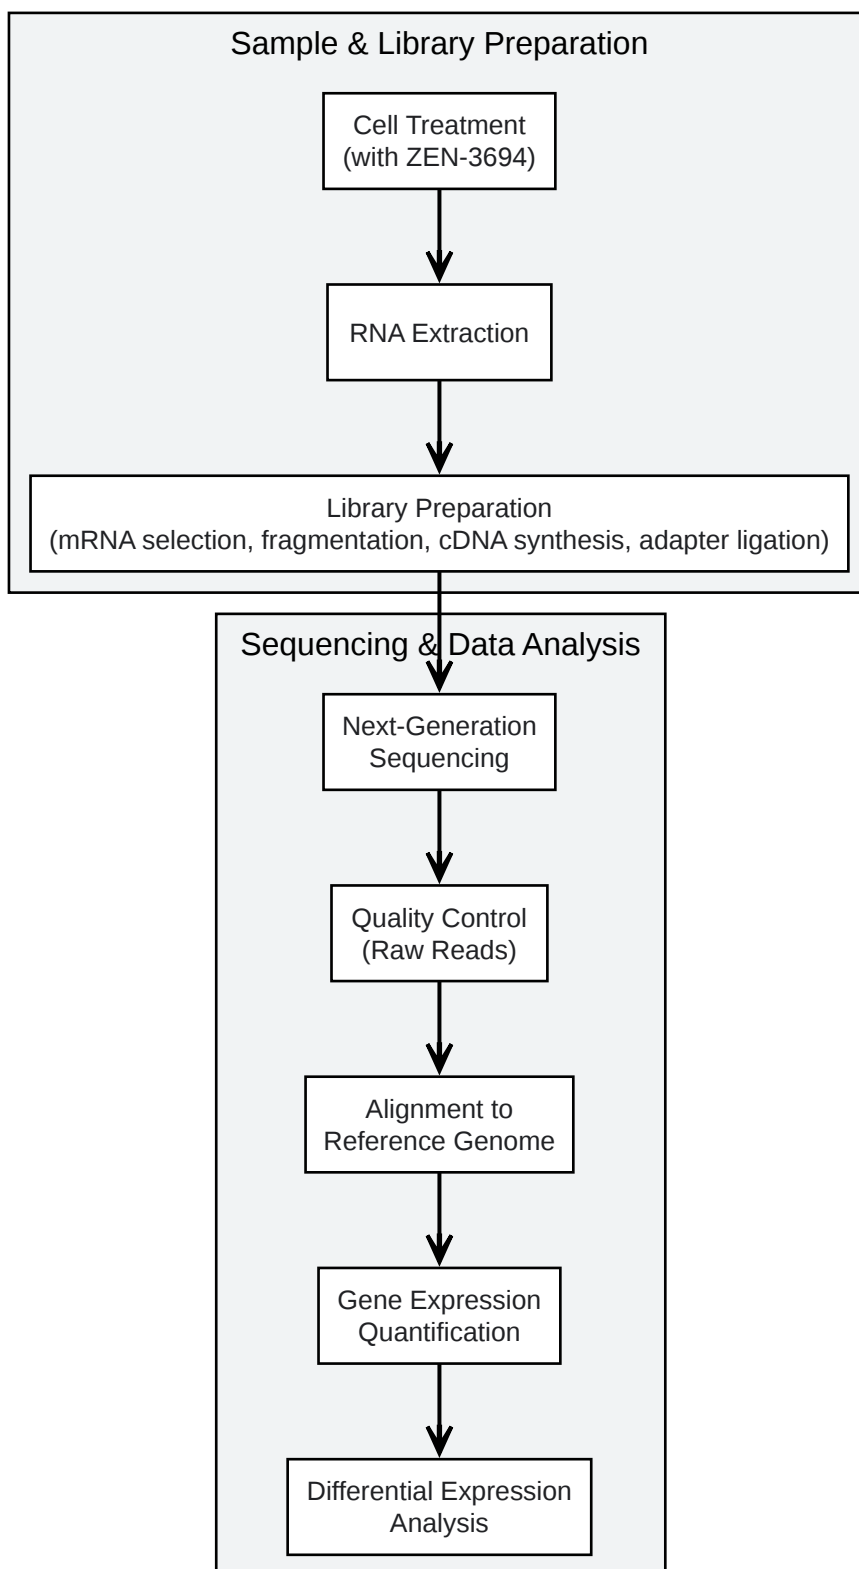 Sample & Library Preparation
Cell Treatment
(with ZEN-3694)
RNA Extraction
Library Preparation
(mRNA selection, fragmentation, cDNA synthesis, adapter ligation)
Sequencing & Data Analysis
Next-Generation
Sequencing
Quality Control
(Raw Reads)
Alignment to
Reference Genome
Gene Expression
Quantification
Differential Expression
Analysis